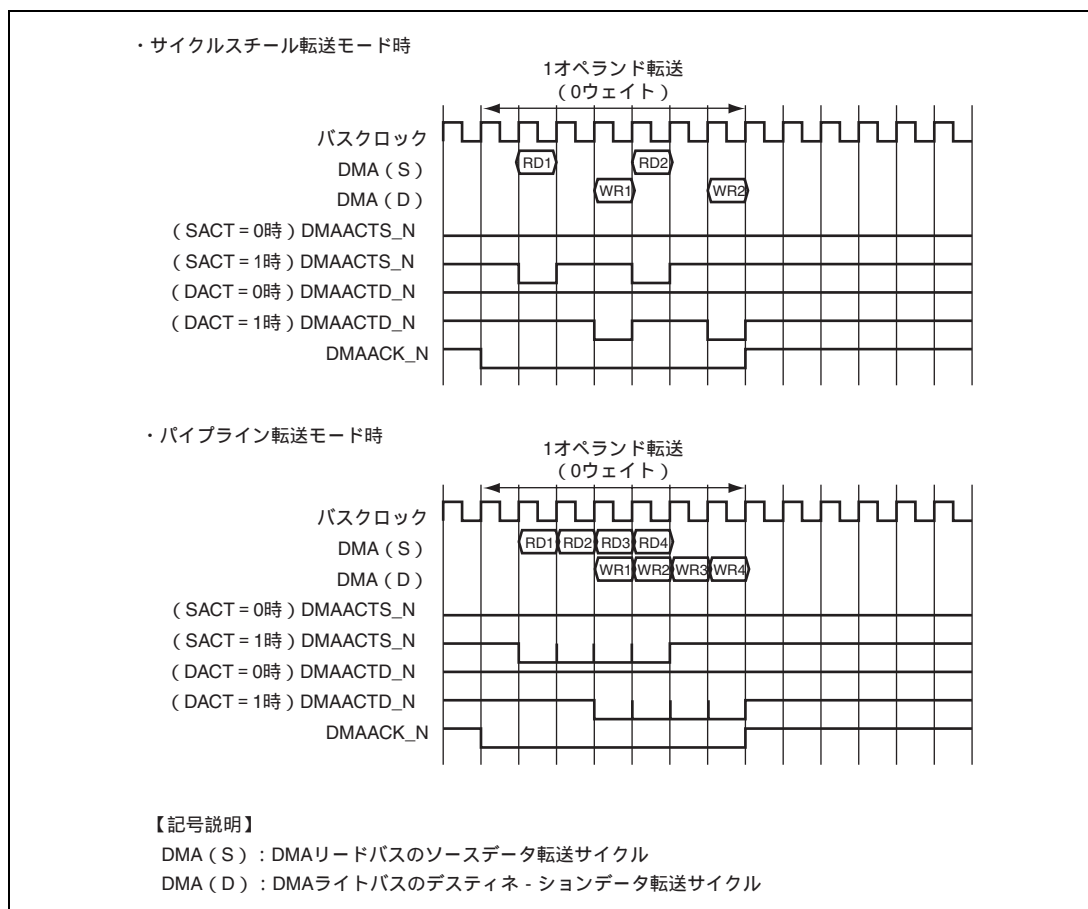 ・サイクルスチール転送モード時
1オペランド転送
（0ウェイト）
バスクロック
DMA（S） RD1 RD2
DMA（D） WR1 WR2
（SACT = 0時）DMAACTS_N
（SACT = 1時）DMAACTS_N
（DACT = 0時）DMAACTD_N
（DACT = 1時）DMAACTD_N
DMAACK_N
・パイプライン転送モード時
1オペランド転送
（0ウェイト）
バスクロック
DMA（S） RD1 RD2 RD3 RD4
DMA（D） WR1 WR2 WR3 WR4
（SACT = 0時）DMAACTS_N
（SACT = 1時）DMAACTS_N
（DACT = 0時）DMAACTD_N
（DACT = 1時）DMAACTD_N
DMAACK_N
【記号説明】
DMA（S）：DMAリードバスのソースデータ転送サイクル
DMA（D）：DMAライトバスのデスティネ - ションデータ転送サイクル